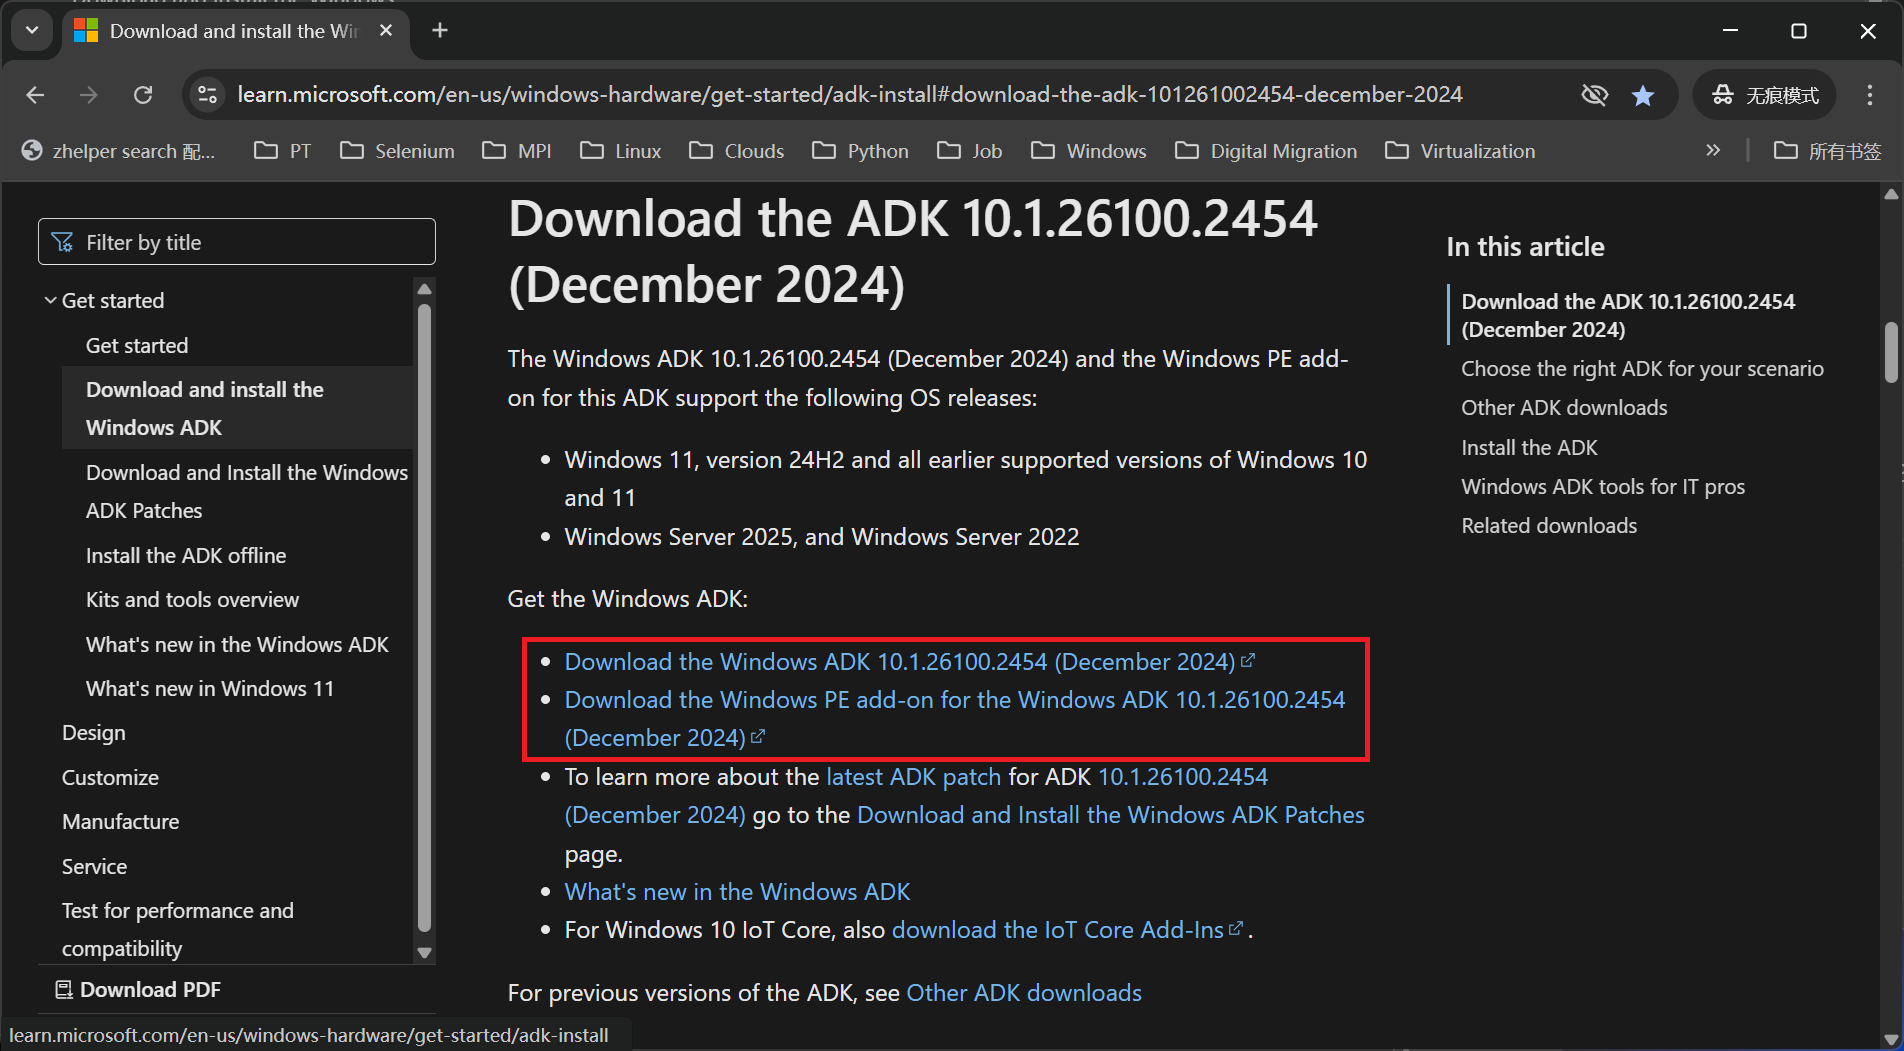 Download and install the Wi
learn.microsoft.com/en-us/windows-hardware/get-started/adk-install#download-the-adk-101261002454-december-2024
无痕模式
zhelper search 配...
PT
Selenium
MPI
Linux
Clouds
Python
Job
Windows
Digital Migration
Virtualization
所有书签
Filter by title
Get started
Get started
Download and install the
Windows ADK
Download and Install the Windows
ADK Patches
Install the ADK offline
Kits and tools overview
What's new in the Windows ADK
What's new in Windows 11
Design
Customize
Manufacture
Service
Test for performance and
compatibility
Download PDF
learn.microsoft.com/en-us/windows-hardware/get-started/adk-install
Download the ADK 10.1.26100.2454
(December 2024)
The Windows ADK 10.1.26100.2454 (December 2024) and the Windows PE add-
on for this ADK support the following OS releases:
• Windows 11, version 24H2 and all earlier supported versions of Windows 10
and 11
• Windows Server 2025, and Windows Server 2022
Get the Windows ADK:
• Download the Windows ADK 10.1.26100.2454 (December 2024)
• Download the Windows PE add-on for the Windows ADK 10.1.26100.2454
(December 2024)
• To learn more about the latest ADK patch for ADK 10.1.26100.2454
(December 2024) go to the Download and Install the Windows ADK Patches
page.
• What's new in the Windows ADK
• For Windows 10 IoT Core, also download the IoT Core Add-Ins .
For previous versions of the ADK, see Other ADK downloads
In this article
Download the ADK 10.1.26100.2454
(December 2024)
Choose the right ADK for your scenario
Other ADK downloads
Install the ADK
Windows ADK tools for IT pros
Related downloads